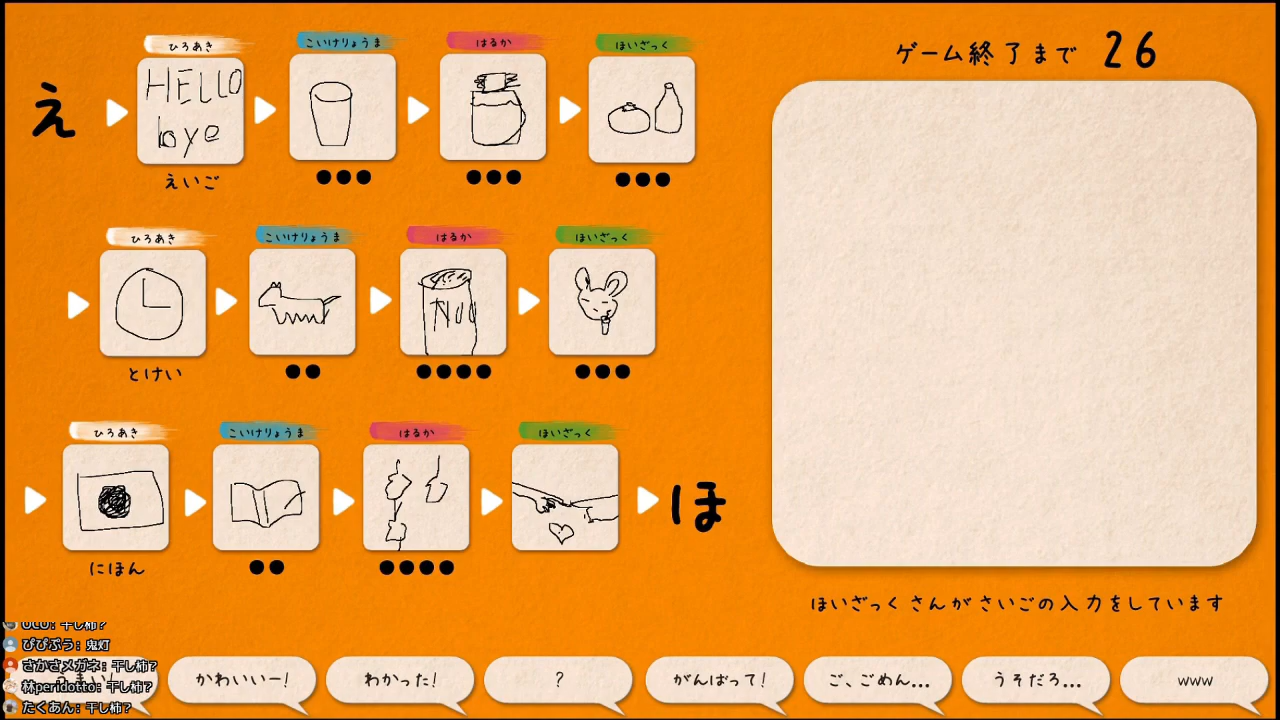 ひろあき
こいけりょうま
はるか
ほいざっく
ゲーム終了まで 26
え
HELLO
bye
えいご
ひろあき
こいけりょうま
はるか
ほいざっく
とけい
ひろあき
こいけりょうま
はるか
ほいざっく
ほ
にほん
ほいざっく さんが さいごの入力をしています
干し柿?
ぴぴぷう: 鬼灯
さかさメガネ: 干し柿?
林peridotto: 干し柿?
たくあん: 干し柿?
かわいいー!
わかった!
?
がんばって!
ご、ごめん...
うそだろ...
www